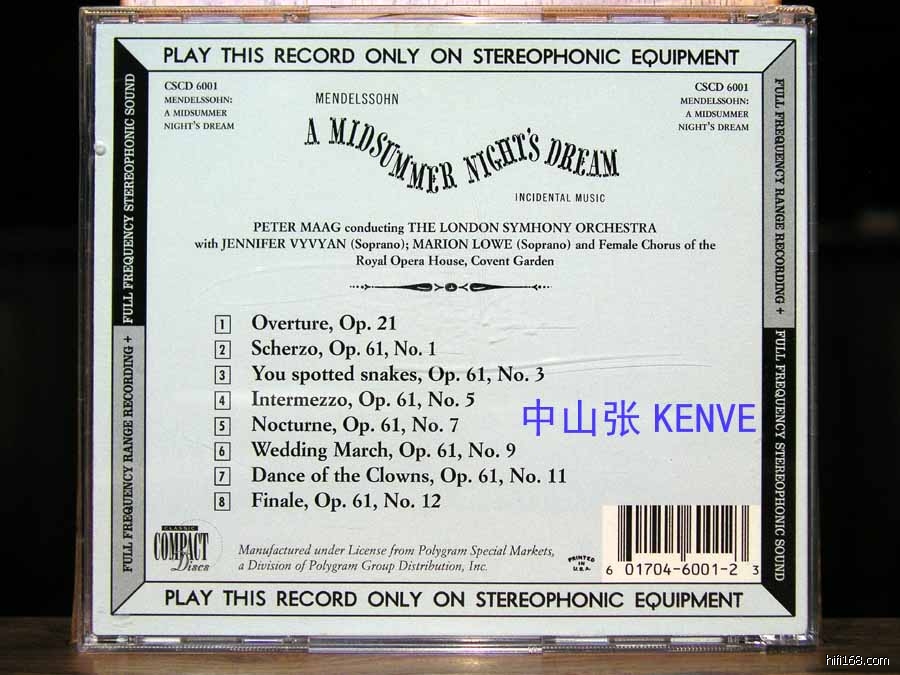 PLAY THIS RECORD ONLY ON STEREOPHONIC EQUIPMENT
CSCD 6001
MENDELSSOHN:
A MIDSUMMER
NIGHT'S DREAM
CSCD 6001
MENDELSSOHN:
A MIDSUMMER
NIGHT'S DREAM
MENDELSSOHN
A MIDSUMMER NIGHT'S DREAM
INCIDENTAL MUSIC
PETER MAAG conducting THE LONDON SYMHONY ORCHESTRA
with JENNIFER VYVYAN (Soprano); MARION LOWE (Soprano) and Female Chorus of the
Royal Opera House, Covent Garden
1 Overture, Op. 21
2 Scherzo, Op. 61, No. 1
3 You spotted snakes, Op. 61, No. 3
4 Intermezzo, Op. 61, No. 5
5 Nocturne, Op. 61, No. 7
6 Wedding March, Op. 61, No. 9
7 Dance of the Clowns, Op. 61, No. 11
8 Finale, Op. 61, No. 12
中山张 KENVE
CLASSIC
COMPACT
Discs
Manufactured under License from Polygram Special Markets,
a Division of Polygram Group Distribution, Inc.
PRINTED
IN
U.S.A.
6 01704-6001-2 3
PLAY THIS RECORD ONLY ON STEREOPHONIC EQUIPMENT
FULL FREQUENCY RANGE RECORDING + FULL FREQUENCY STEREOPHONIC SOUND
FULL FREQUENCY RANGE RECORDING + FULL FREQUENCY STEREOPHONIC SOUND
hifi168.com